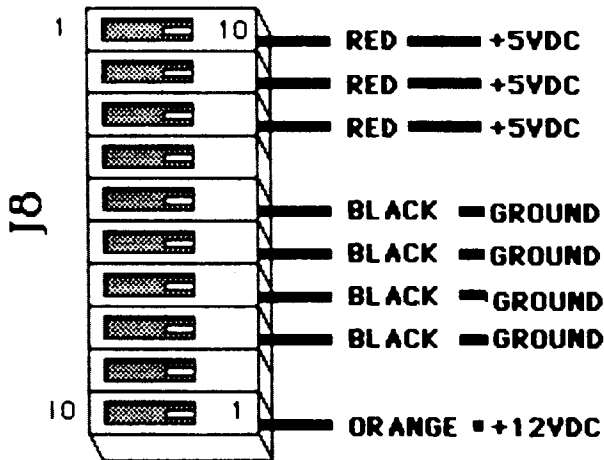 1 10 RED +5VDC
RED +5VDC
RED +5VDC
J8
BLACK GROUND
BLACK GROUND
BLACK GROUND
BLACK GROUND
10 1 ORANGE +12VDC